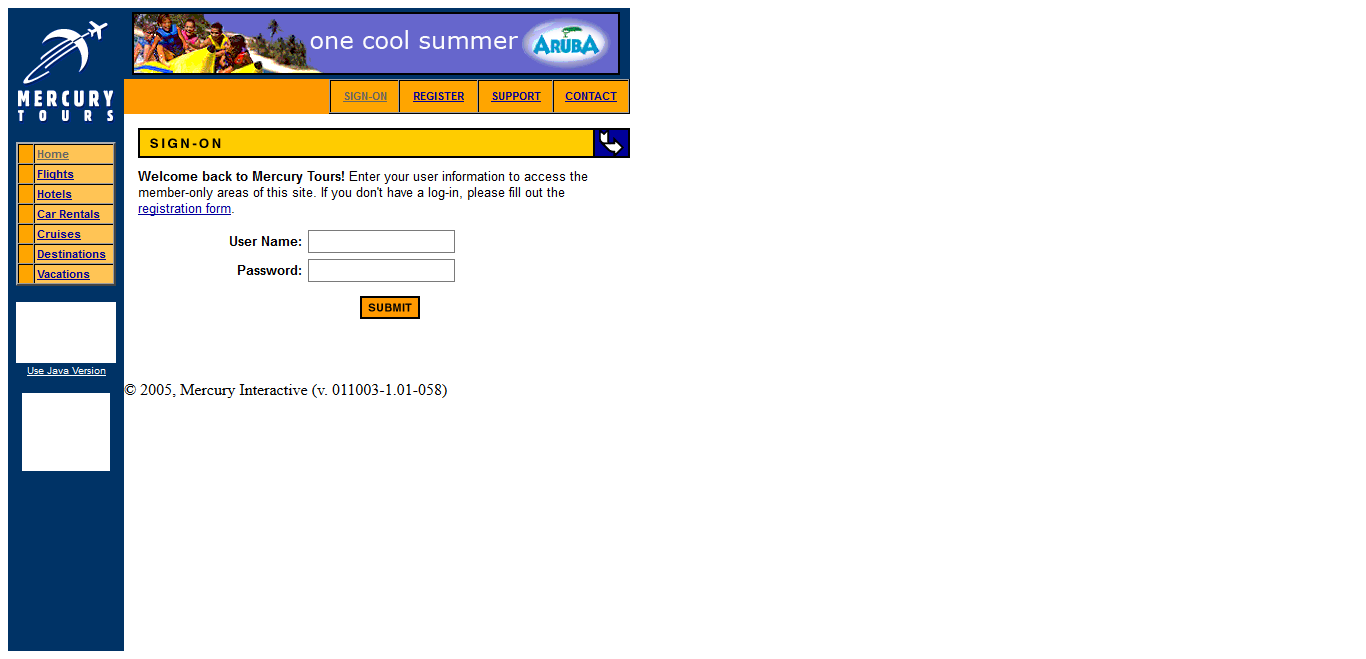 MERCURY
TOURS
one cool summer
ARUBA
SIGN-ON
REGISTER
SUPPORT
CONTACT
Home
Flights
Hotels
Car Rentals
Cruises
Destinations
Vacations
Use Java Version
SIGN-ON
Welcome back to Mercury Tours! Enter your user information to access the
member-only areas of this site. If you don't have a log-in, please fill out the
registration form.
User Name:
Password:
SUBMIT
© 2005, Mercury Interactive (v. 011003-1.01-058)